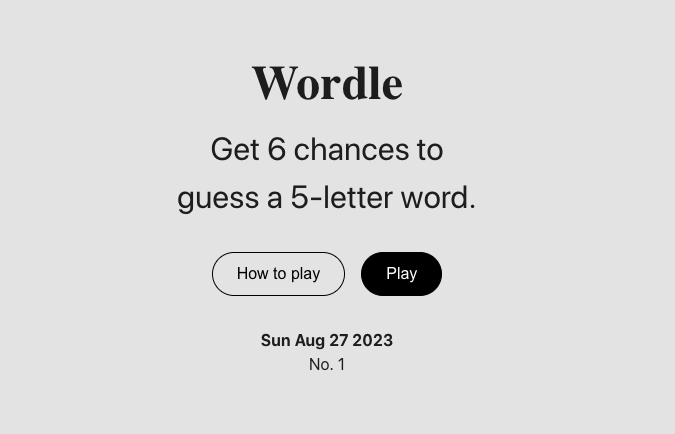 Wordle
Get 6 chances to
guess a 5-letter word.
How to play
Play
Sun Aug 27 2023
No. 1